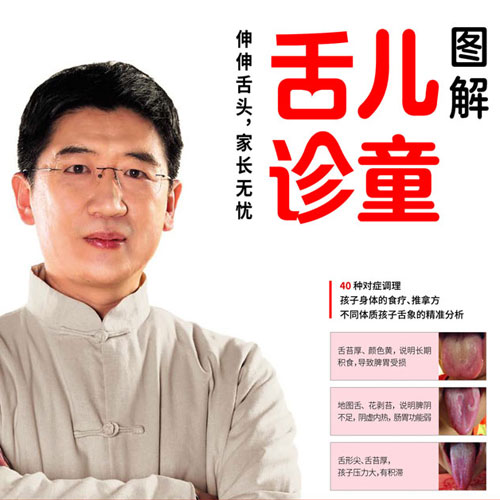 图解
儿童
舌诊
伸伸舌头，家长无忧
40 种对症调理
孩子身体的食疗、推拿方
不同体质孩子舌象的精准分析
舌苔厚、颜色黄，说明长期
积食，导致脾胃受损
地图舌、花剥苔，说明脾阴
不足，阴虚内热，肠胃功能弱
舌形尖、舌苔厚，
孩子压力大，有积滞